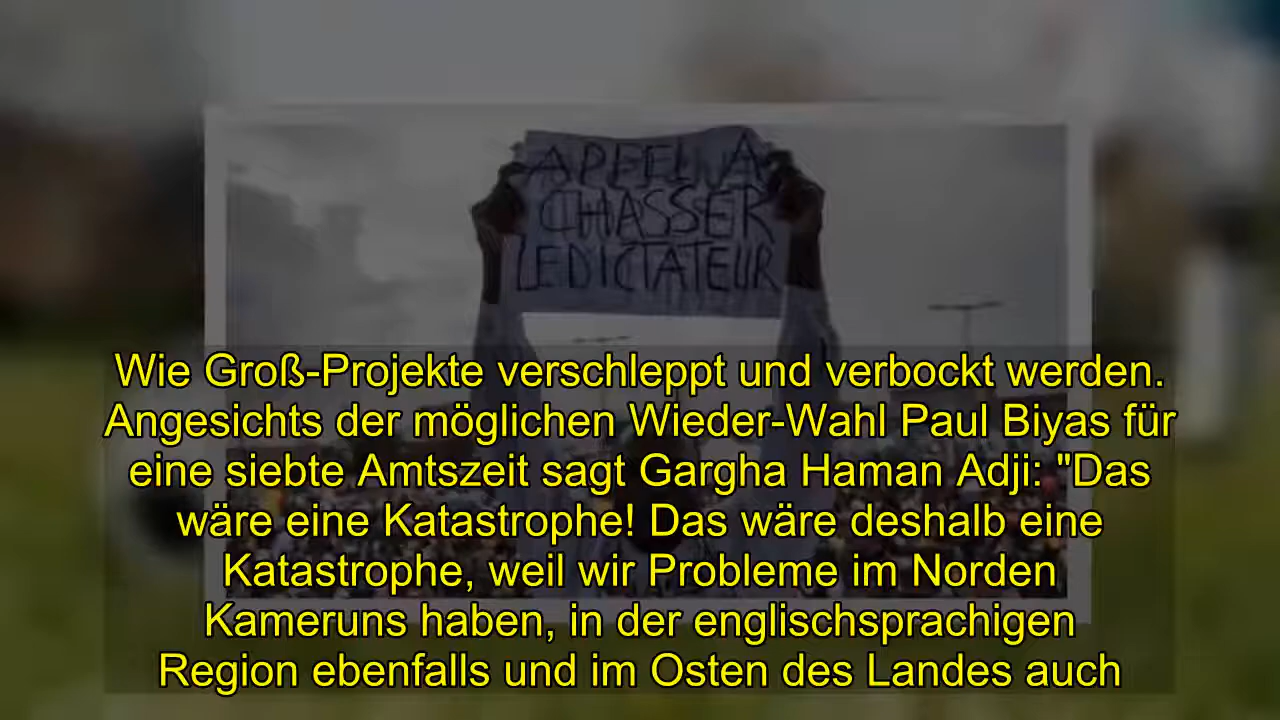 CHASSER
LE DICTATEUR
Wie Groß-Projekte verschleppt und verbockt werden.
Angesichts der möglichen Wieder-Wahl Paul Biyas für
eine siebte Amtszeit sagt Gargha Haman Adji: "Das
wäre eine Katastrophe! Das wäre deshalb eine
Katastrophe, weil wir Probleme im Norden
Kameruns haben, in der englischsprachigen
Region ebenfalls und im Osten des Landes auch